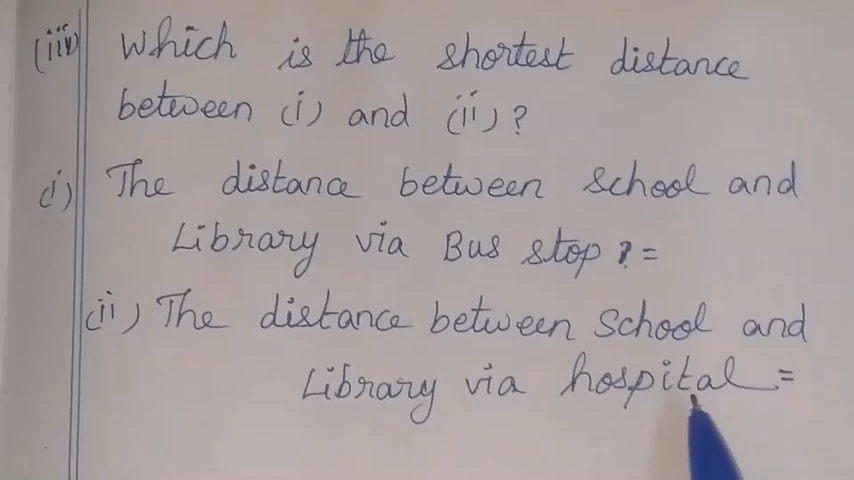 (iii) Which is the shortest distance
between (i) and (ii)?
(i) The distance between School and
Library via Bus stop ? =
(ii) The distance between School and
Library via hospital =